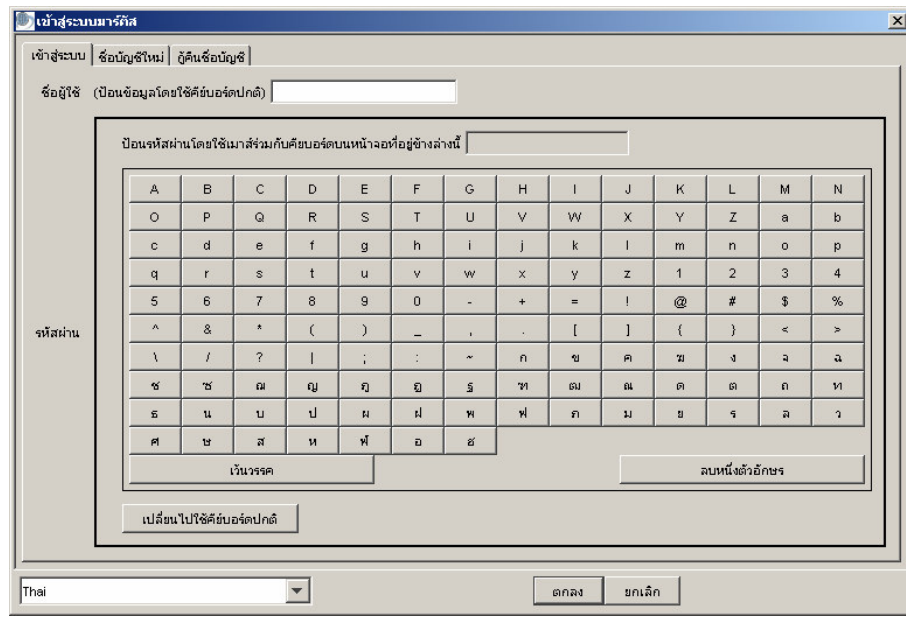 เข้าสู่ระบบมาร์คัส
เข้าสู่ระบบ ชื่อบัญชีใหม่ กู้คืนชื่อบัญชี
ชื่อผู้ใช้ (ป้อนข้อมูลโดยใช้คีย์บอร์ดปกติ)
ป้อนรหัสผ่านโดยใช้เมาส์ร่วมกับคียบอร์ดบนหน้าจอที่อยู่ข้างล่างนี้
A B C D E F G H I J K L M N
O P Q R S T U V W X Y Z a b
c d e f g h i j k l m n o p
q r s t u v w x y z 1 2 3 4
5 6 7 8 9 0 - + = ! @ # $ %
รหัสผ่าน
^ & * ( ) _ , . [ ] { } < >
\ / ? | ; : ~ ก ข ค ฆ ง จ ฉ
ช ซ ฌ ญ ฎ ฏ ฐ ฑ ฒ ณ ด ต ถ ท
ธ น บ ป ผ ฝ พ ฟ ภ ม ย ร ล ว
ศ ษ ส ห ฬ อ ฮ
เว้นวรรค ลบหนึ่งตัวอักษร
เปลี่ยนไปใช้คีย์บอร์ดปกติ
Thai ตกลง ยกเลิก